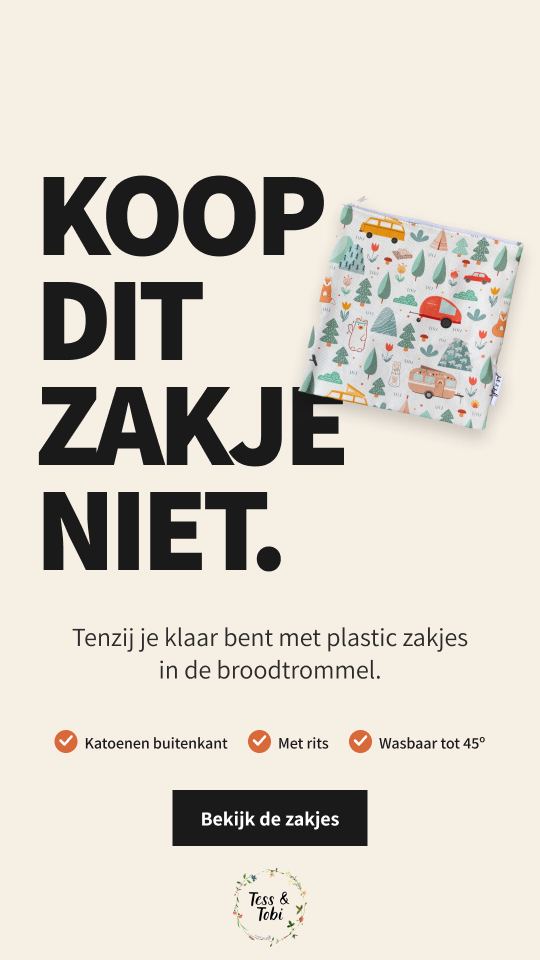 KOOP
DIT
ZAKJE
NIET.
Tenzij je klaar bent met plastic zakjes
in de broodtrommel.
Katoenen buitenkant
Met rits
Wasbaar tot 45°
Bekijk de zakjes
Tess &
Tobi